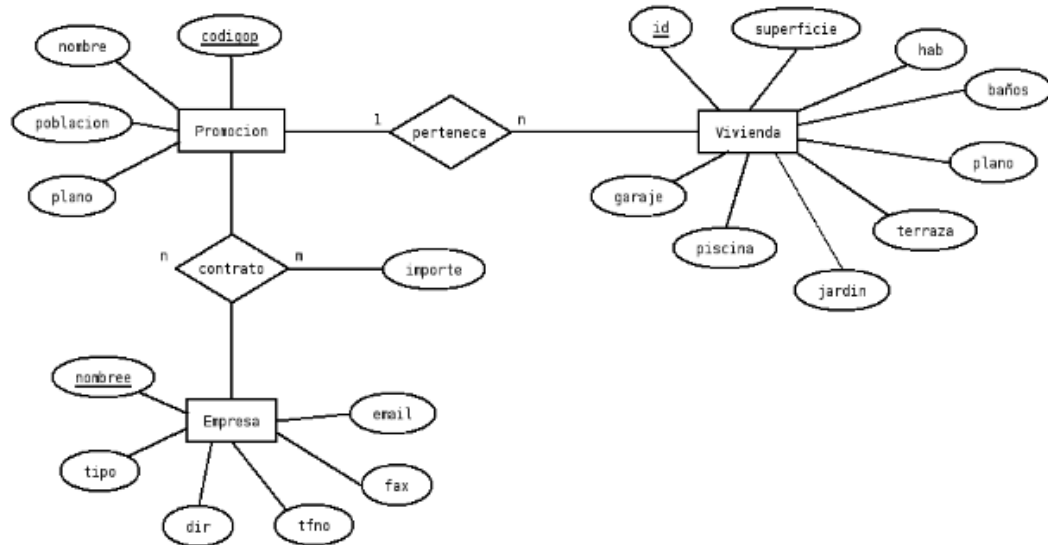 codigop
nombre
poblacion
plano
Promocion
1
pertenece
n
id
superficie
hab
baños
plano
Vivienda
garaje
piscina
jardin
terraza
n
contrato
m
importe
nombree
Empresa
email
tipo
fax
dir
tfno